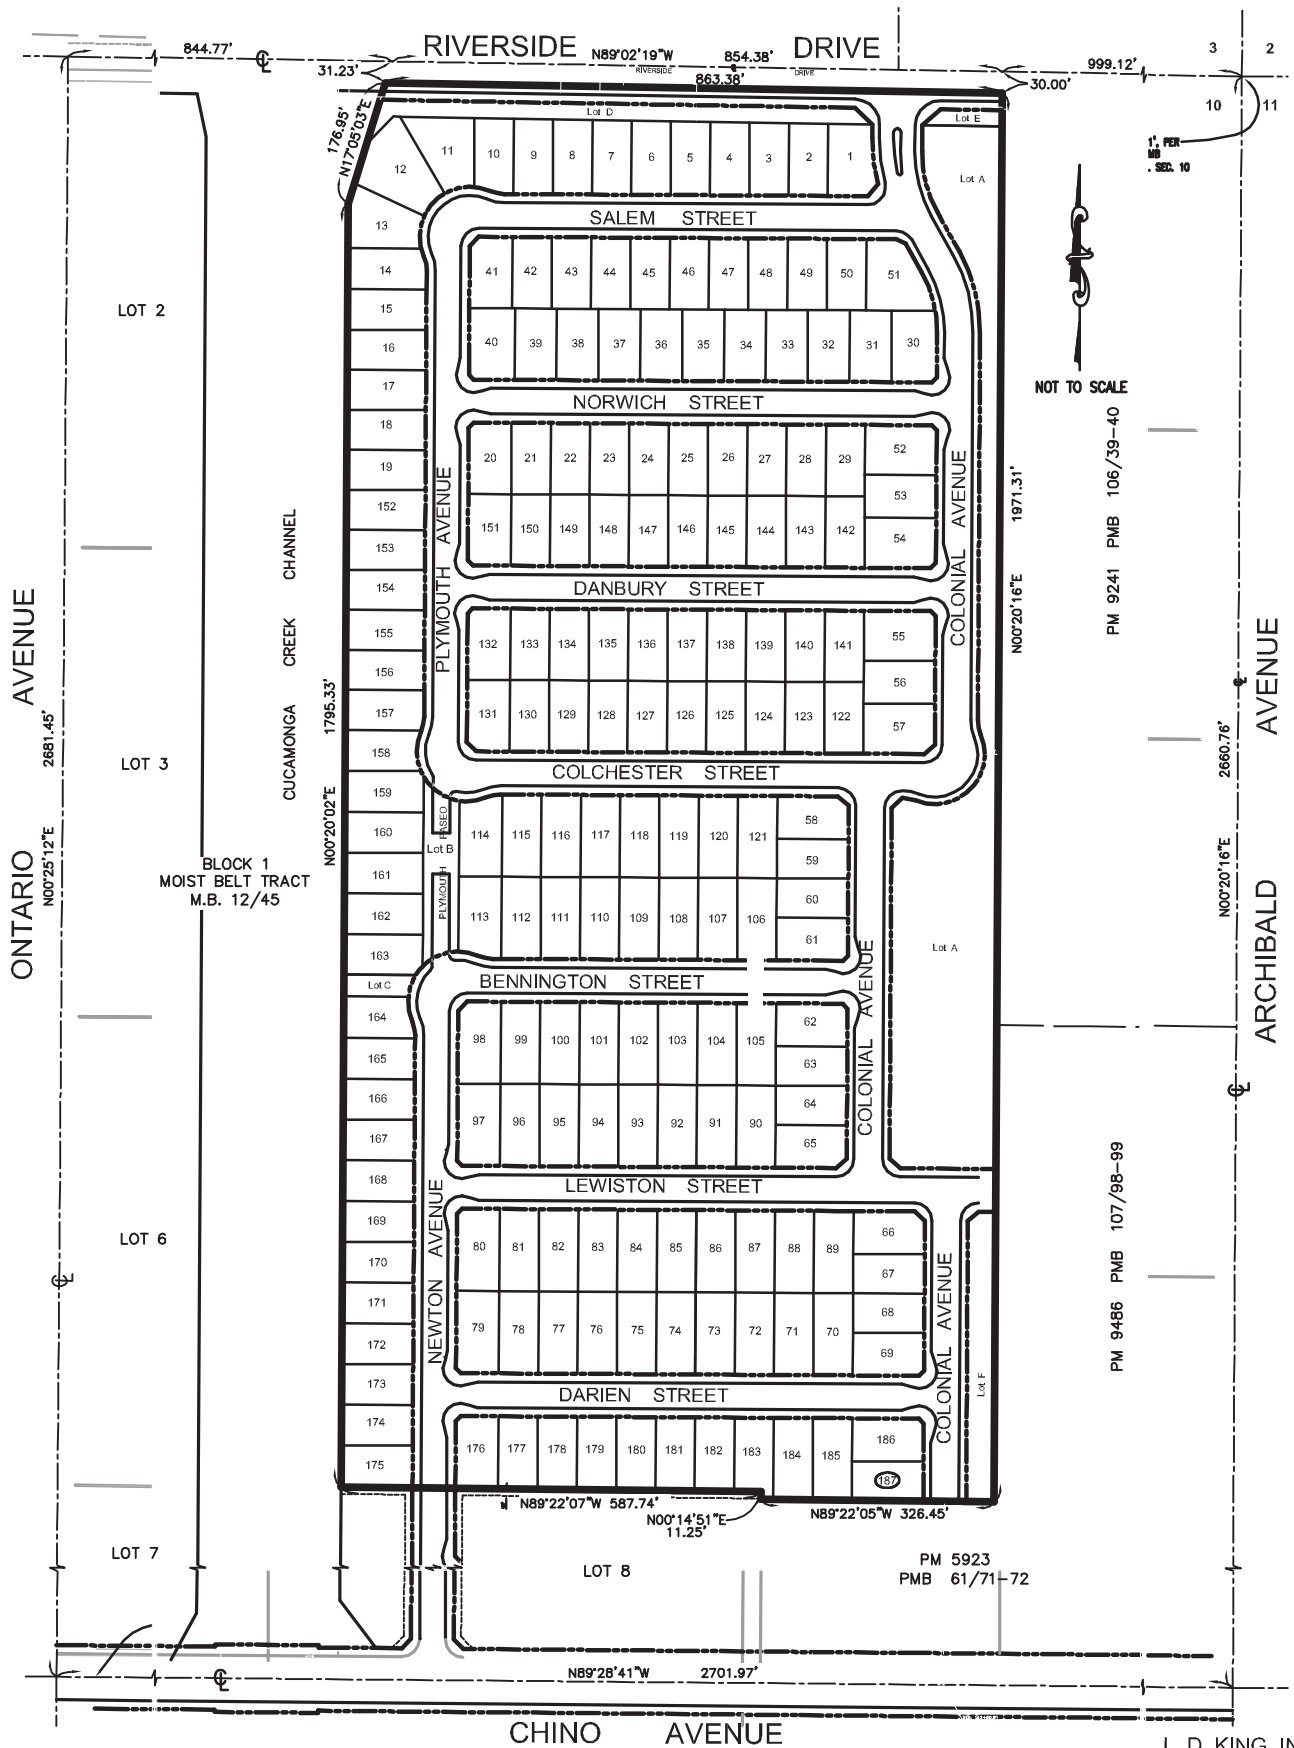 RIVERSIDE DRIVE
844.77'
N89°02'19"W 854.38'
RIVERSIDE DRIVE
863.38'
31.23'
30.00'
999.12'
3 2
10 11
1', PER
MB
. SEC. 10
176.95'
N17°05'03"E
Lot D
Lot E
Lot A
12 11 10 9 8 7 6 5 4 3 2 1
SALEM STREET
13
14
15
16
17
18
19
152
153
154
155
156
157
158
159
160
161
162
163
Lot C
164
165
166
167
168
169
170
171
172
173
174
175
41 42 43 44 45 46 47 48 49 50 51
40 39 38 37 36 35 34 33 32 31 30
NORWICH STREET
20 21 22 23 24 25 26 27 28 29 52
53
151 150 149 148 147 146 145 144 143 142 54
DANBURY STREET
132 133 134 135 136 137 138 139 140 141 55
56
131 130 129 128 127 126 125 124 123 122 57
COLCHESTER STREET
114 115 116 117 118 119 120 121 58
59
113 112 111 110 109 108 107 106 60
61
BENNINGTON STREET
98 99 100 101 102 103 104 105 62
63
97 96 95 94 93 92 91 90 64
65
LEWISTON STREET
80 81 82 83 84 85 86 87 88 89 66
67
79 78 77 76 75 74 73 72 71 70 68
69
DARIEN STREET
176 177 178 179 180 181 182 183 184 185 186
187
PLYMOUTH AVENUE
PLYMOUTH PASEO
Lot B
NEWTON AVENUE
COLONIAL AVENUE
COLONIAL AVENUE
COLONIAL AVENUE
Lot A
Lot F
NOT TO SCALE
N00°20'16"E 1971.31'
PM 9241 PMB 106/39-40
PM 9486 PMB 107/98-99
N00°20'16"E 2660.76'
ARCHIBALD AVENUE
ONTARIO AVENUE
N00°25'12"E 2681.45'
LOT 2
LOT 3
BLOCK 1
MOIST BELT TRACT
M.B. 12/45
LOT 6
LOT 7
CUCAMONGA CREEK CHANNEL
N00°20'02"E 1795.33'
N89°22'07"W 587.74'
N00°14'51"E
11.25'
N89°22'05"W 326.45'
LOT 8
PM 5923
PMB 61/71-72
N89°28'41"W 2701.97'
CHINO AVENUE